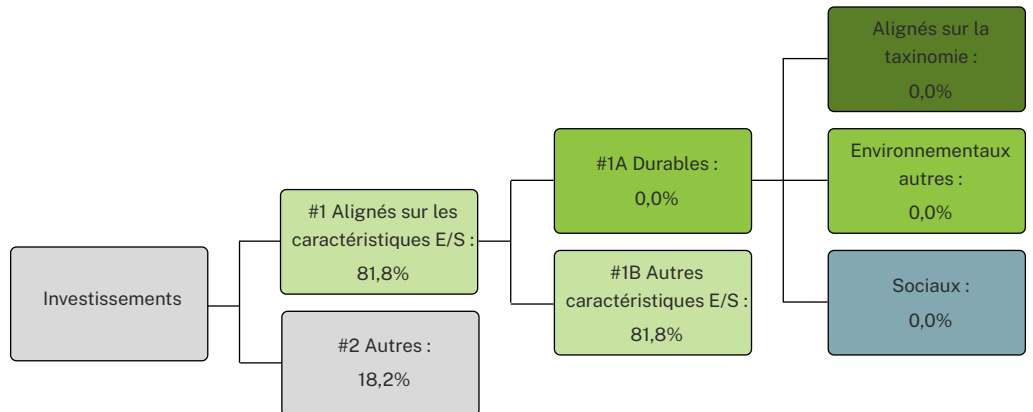 Alignés sur la
taxinomie :
0,0%
#1A Durables :
0,0%
Environnementaux
autres :
0,0%
#1 Alignés sur les
caractéristiques E/S :
81,8%
Investissements
#1B Autres
caractéristiques E/S :
81,8%
Sociaux :
0,0%
#2 Autres :
18,2%